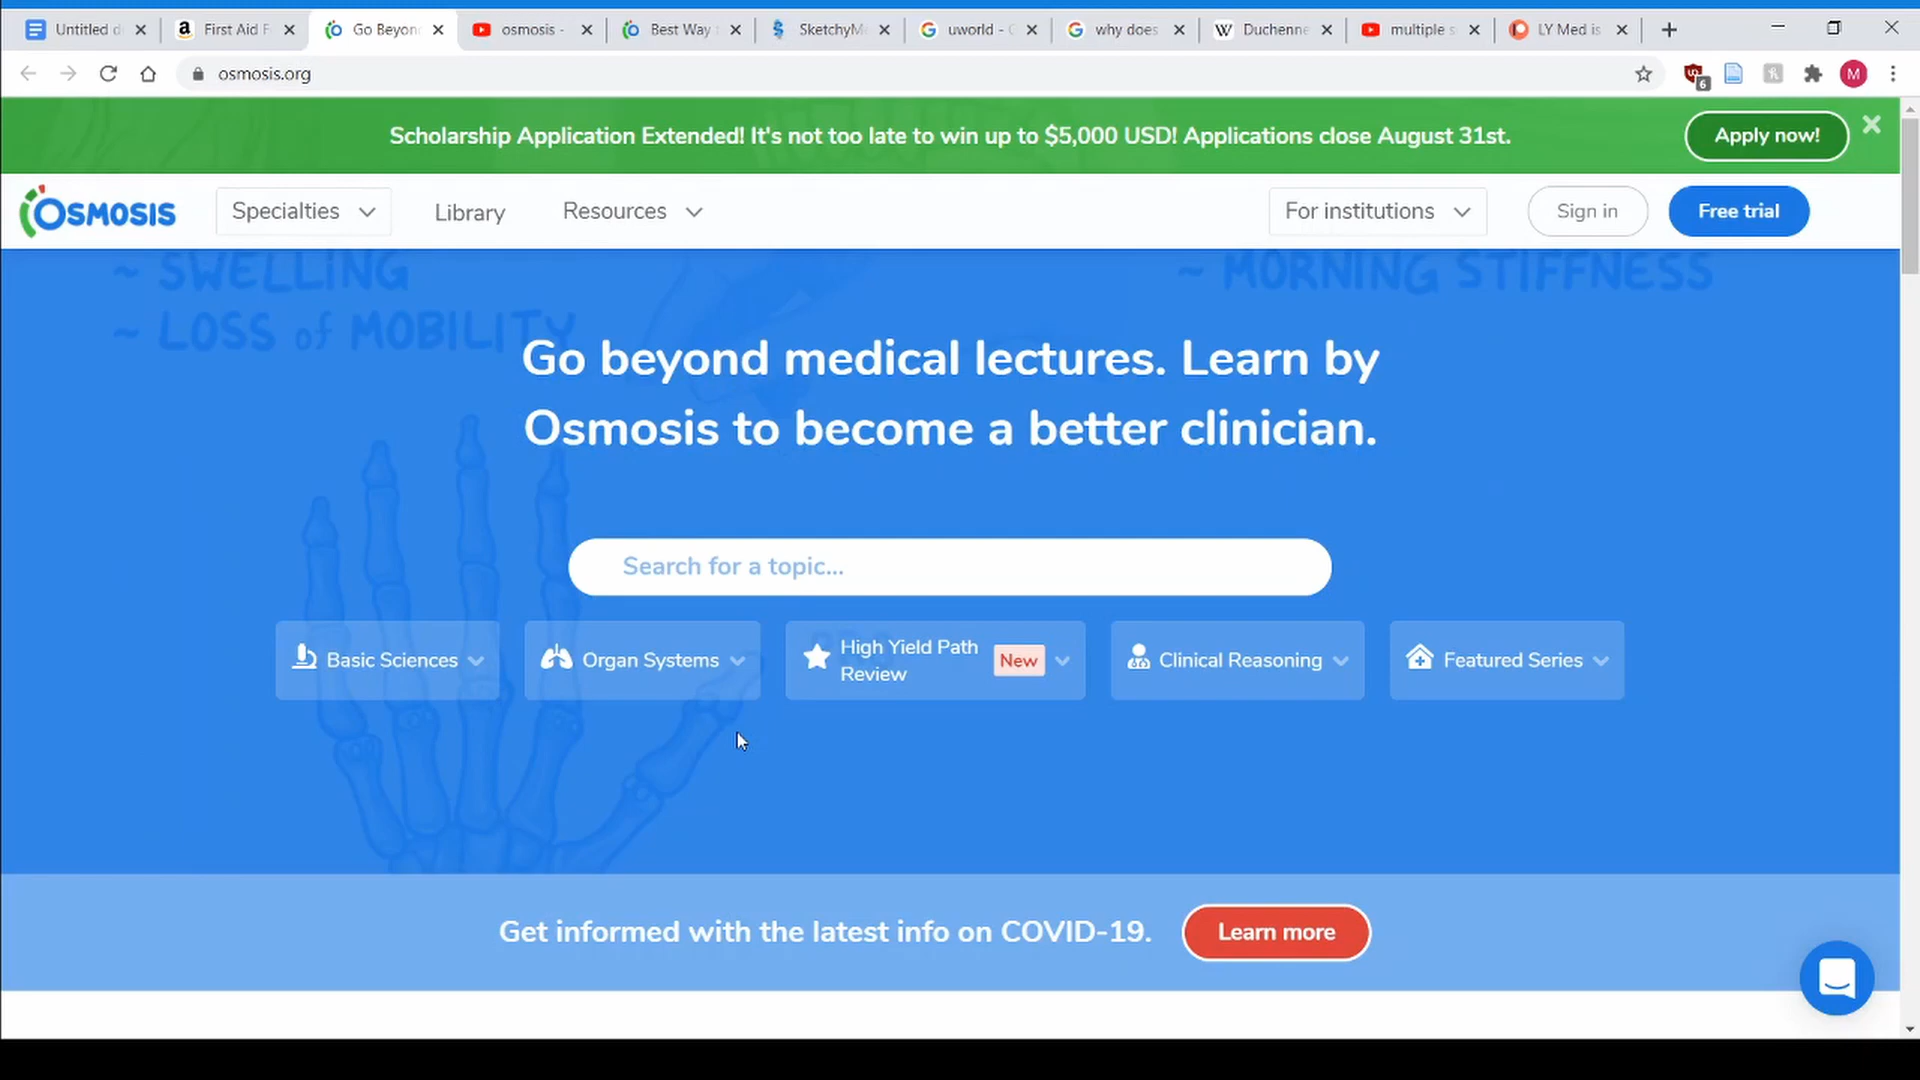 Untitled d
First Aid F
Go Beyon
osmosis -
Best Way
SketchyM
uworld - G
why does
Duchenne
multiple s
LY Med is
osmosis.org
6
M
Scholarship Application Extended! It's not too late to win up to $5,000 USD! Applications close August 31st.
Apply now!
OSMOSIS
Specialties
Library
Resources
For institutions
Sign in
Free trial
~ SWELLING
~ LOSS of MOBILITY
~ MORNING STIFFNESS
Go beyond medical lectures. Learn by
Osmosis to become a better clinician.
Search for a topic...
Basic Sciences
Organ Systems
High Yield Path
Review
New
Clinical Reasoning
Featured Series
Get informed with the latest info on COVID-19.
Learn more